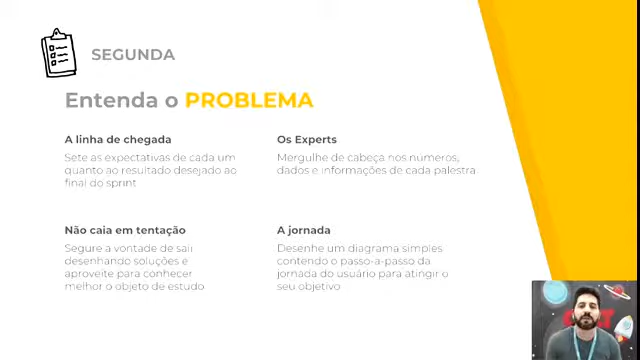 SEGUNDA
Entenda o PROBLEMA
A linha de chegada
Sete as expectativas de cada um
quanto ao resultado desejado ao
final do sprint
Os Experts
Mergulhe de cabeça nos números,
dados e informações de cada palestra
Não caia em tentação
Segure a vontade de sair
desenhando soluções e
aproveite para conhecer
melhor o objeto de estudo
A jornada
Desenhe um diagrama simples
contendo o passo-a-passo da
jornada do usuário para atingir o
seu objetivo